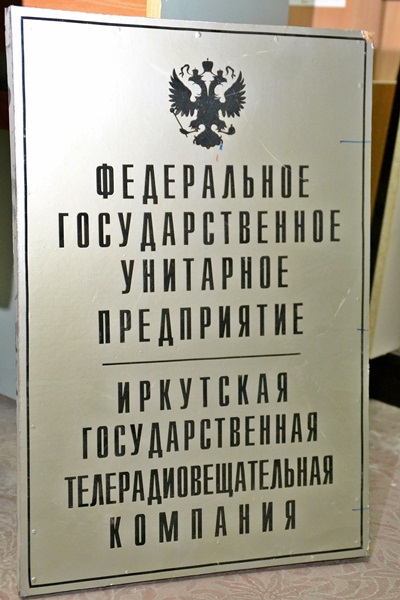 ФЕДЕРАЛЬНОЕ
ГОСУДАРСТВЕННОЕ
УНИТАРНОЕ
ПРЕДПРИЯТИЕ
ИРКУТСКАЯ
ГОСУДАРСТВЕННАЯ
ТЕЛЕРАДИОВЕЩАТЕЛЬНАЯ
КОМПАНИЯ